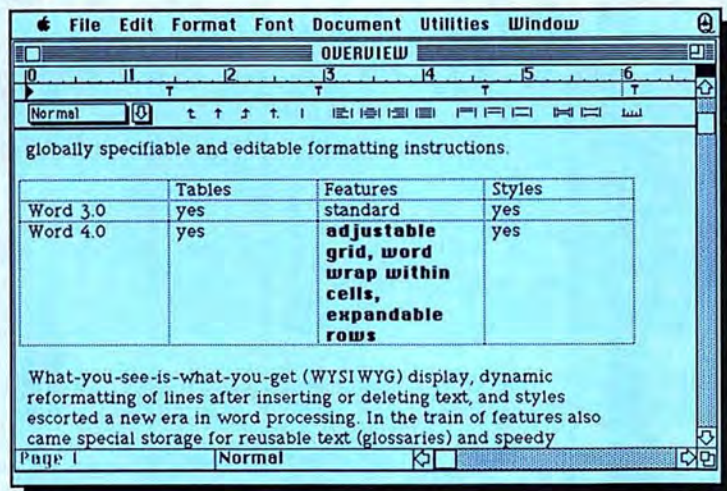 File Edit Format Font Document Utilities Window
OVERVIEW
0 1 2 3 4 5 6
Normal
globally specifiable and editable formatting instructions.
Tables Features Styles
Word 3.0 yes standard yes
Word 4.0 yes adjustable yes
grid, word
wrap within
cells,
expandable
rows
What-you-see-is-what-you-get (WYSIWYG) display, dynamic
reformatting of lines after inserting or deleting text, and styles
escorted a new era in word processing. In the train of features also
came special storage for reusable text (glossaries) and speedy
Page 1 Normal